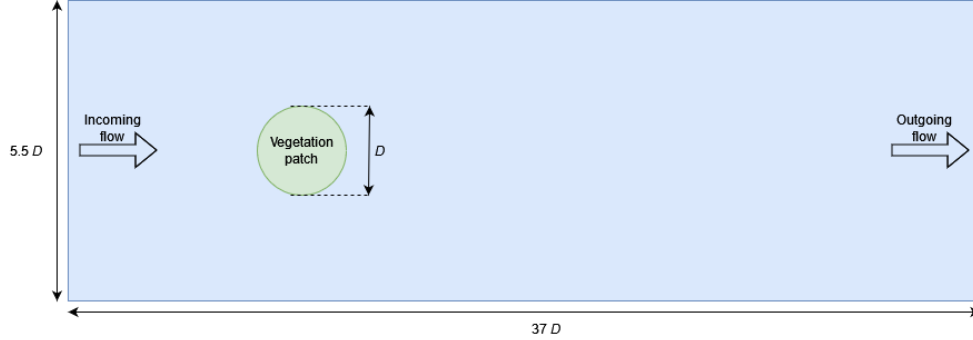 Incoming
flow
Outgoing
flow
Vegetation
patch
5.5 D
D
37 D